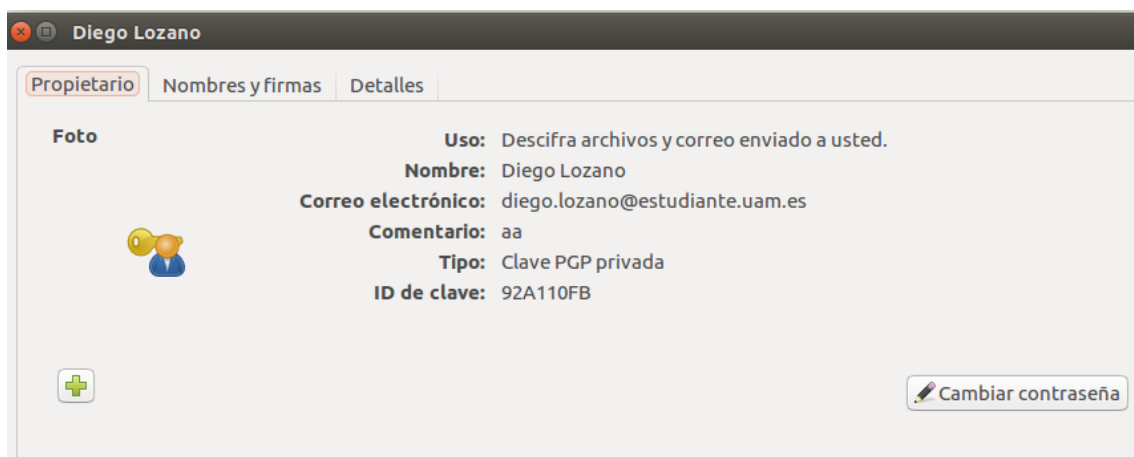 Diego Lozano
Propietario Nombres y firmas Detalles
Foto
Uso: Descifra archivos y correo enviado a usted.
Nombre: Diego Lozano
Correo electrónico: diego.lozano@estudiante.uam.es
Comentario: aa
Tipo: Clave PGP privada
ID de clave: 92A110FB
Cambiar contraseña